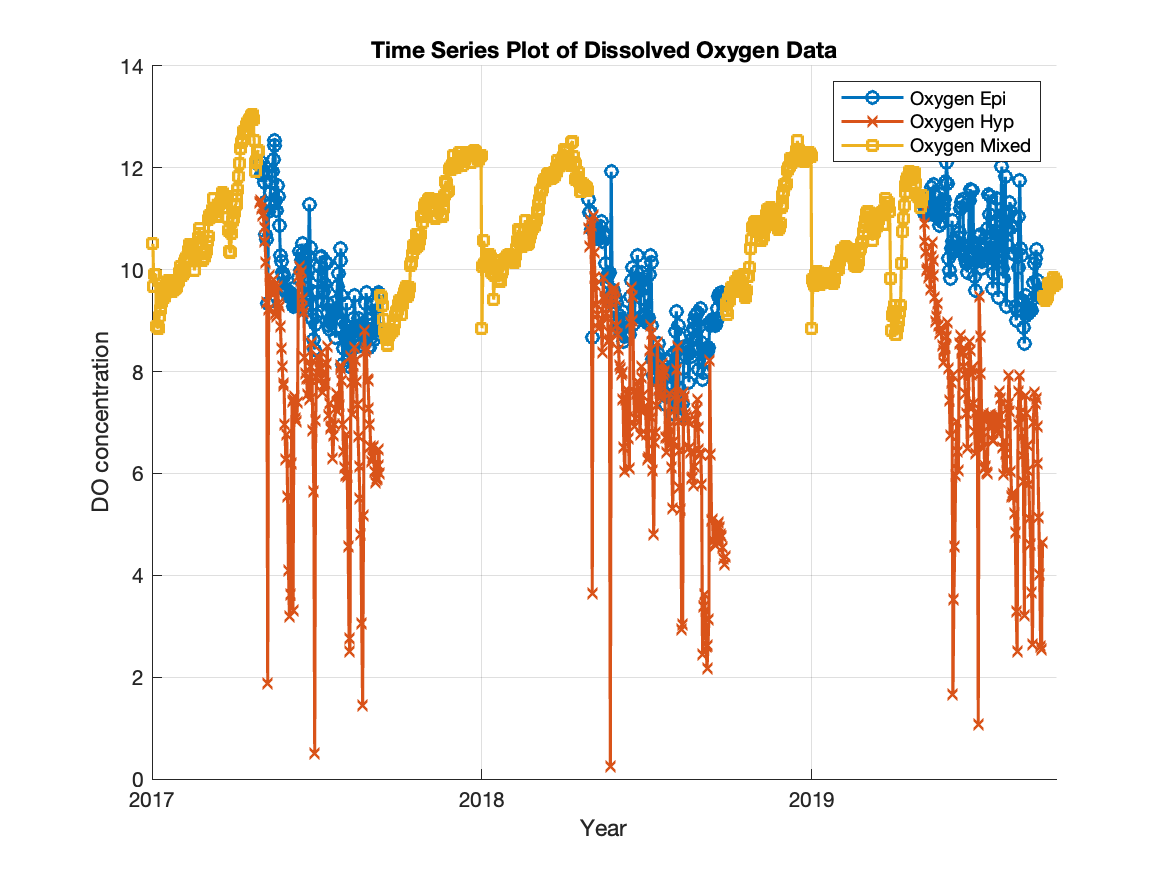 Time Series Plot of Dissolved Oxygen Data
14
12
10
8
6
4
2
0
DO concentration
Oxygen Epi
Oxygen Hyp
Oxygen Mixed
2017
2018
2019
Year